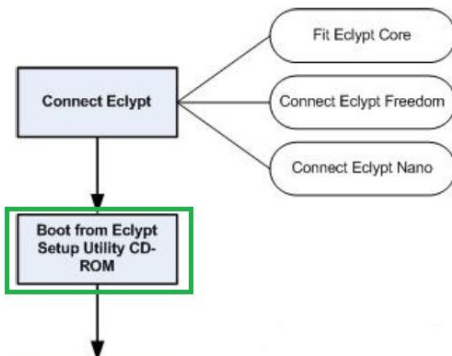 Fit Eclypt Core
Connect Eclypt
Connect Eclypt Freedom
Connect Eclypt Nano
Boot from Eclypt
Setup Utility CD-
ROM